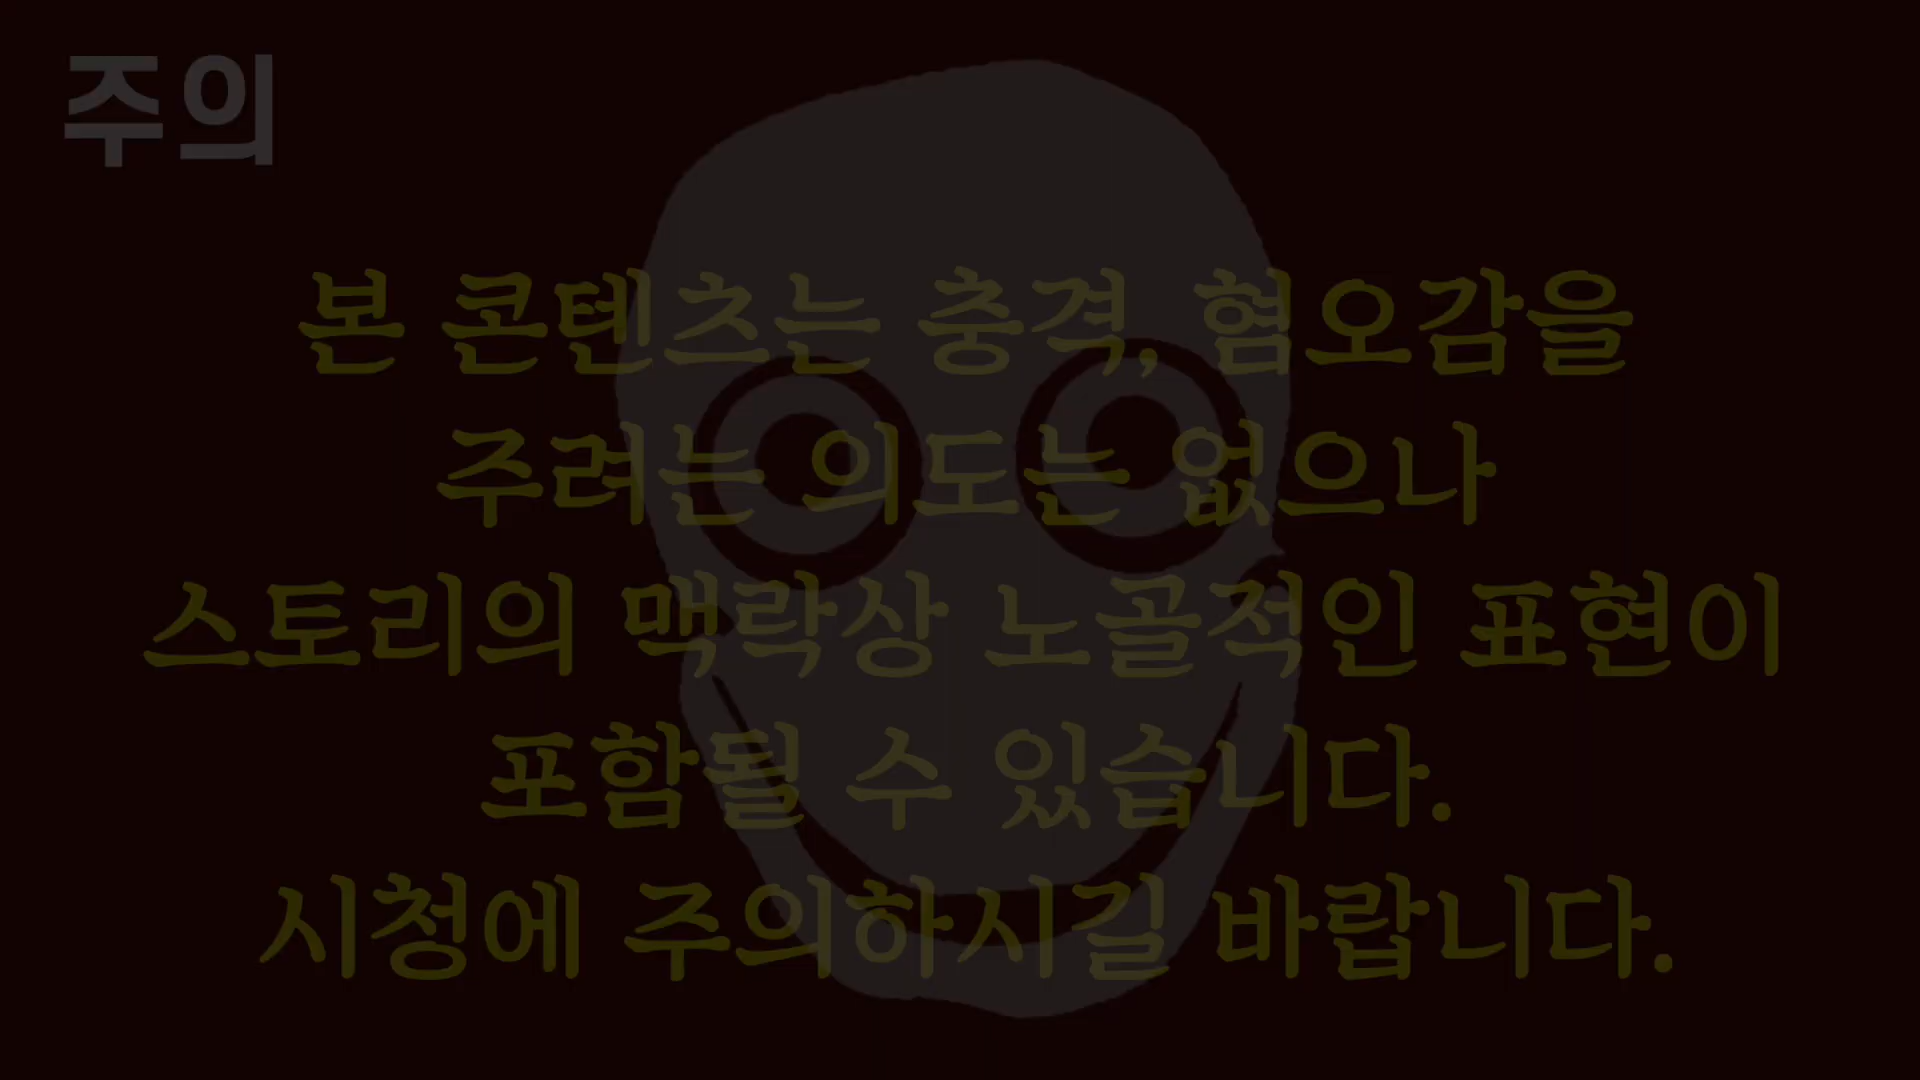 주의
본 콘텐츠는 충격, 혐오감을
주려는 의도는 없으나
스토리의 맥락상 노골적인 표현이
포함될 수 있습니다.
시청에 주의하시길 바랍니다.